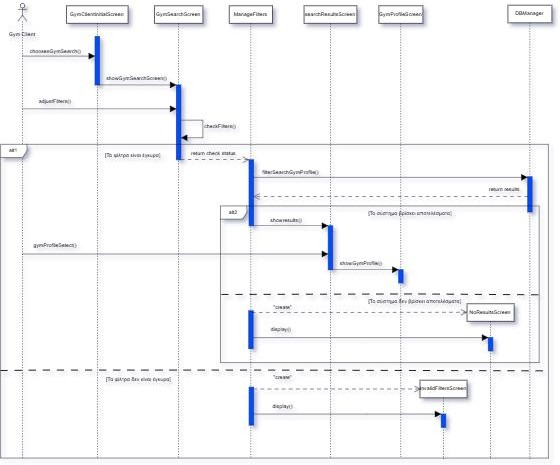 GymClientInitialScreen
GymSearchScreen
ManageFilters
searchResultsScreen
GymProfileScreen
DBManager
Gym Client
choosesGymSearch()
showGymSearchScreen()
adjustFilters()
checkFilters()
alt1
[Τα φίλτρα είναι έγκυρα]
return check status
filterSearchGymProfile()
return results
alt2
[Το σύστημα βρίσκει αποτελέσματα]
showresults()
gymProfileSelect()
showGymProfile()
[Το σύστημα δεν βρίσκει αποτελέσματα]
"create"
NoResultsScreen
display()
[Τα φίλτρα δεν είναι έγκυρα]
"create"
InvalidFiltersScreen
display()